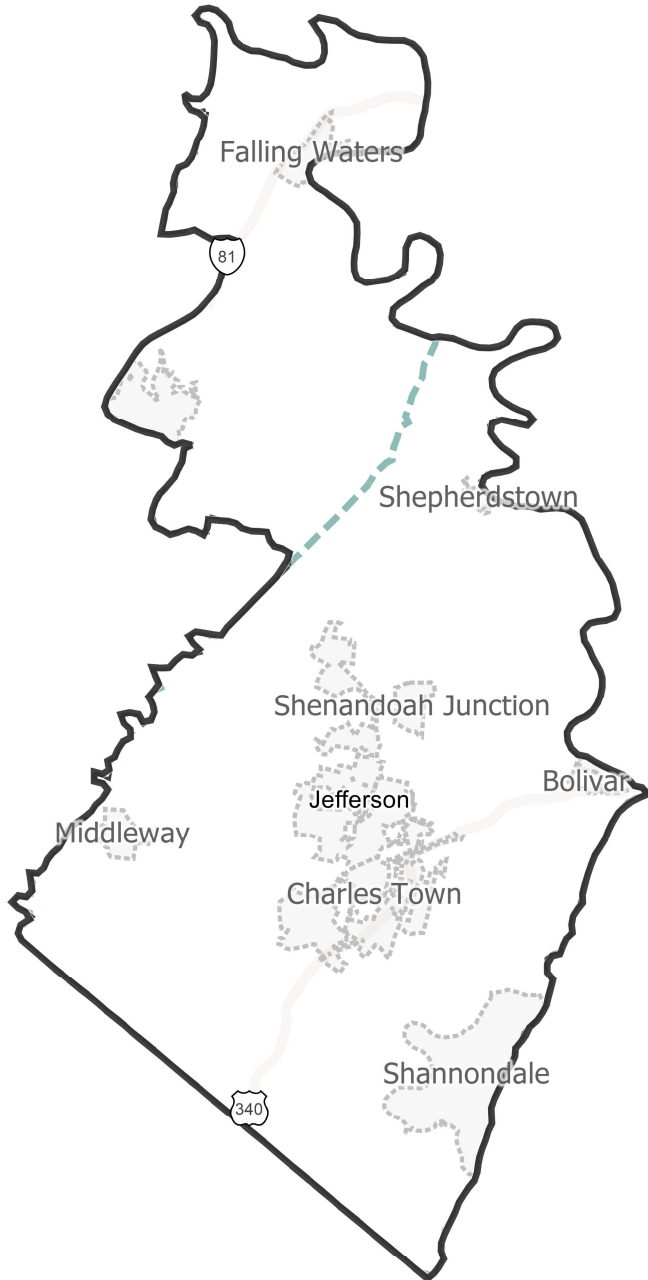 Falling Waters
81
Shepherdstown
Shenandoah Junction
Bolivar
Jefferson
Middleway
Charles Town
Shannondale
340